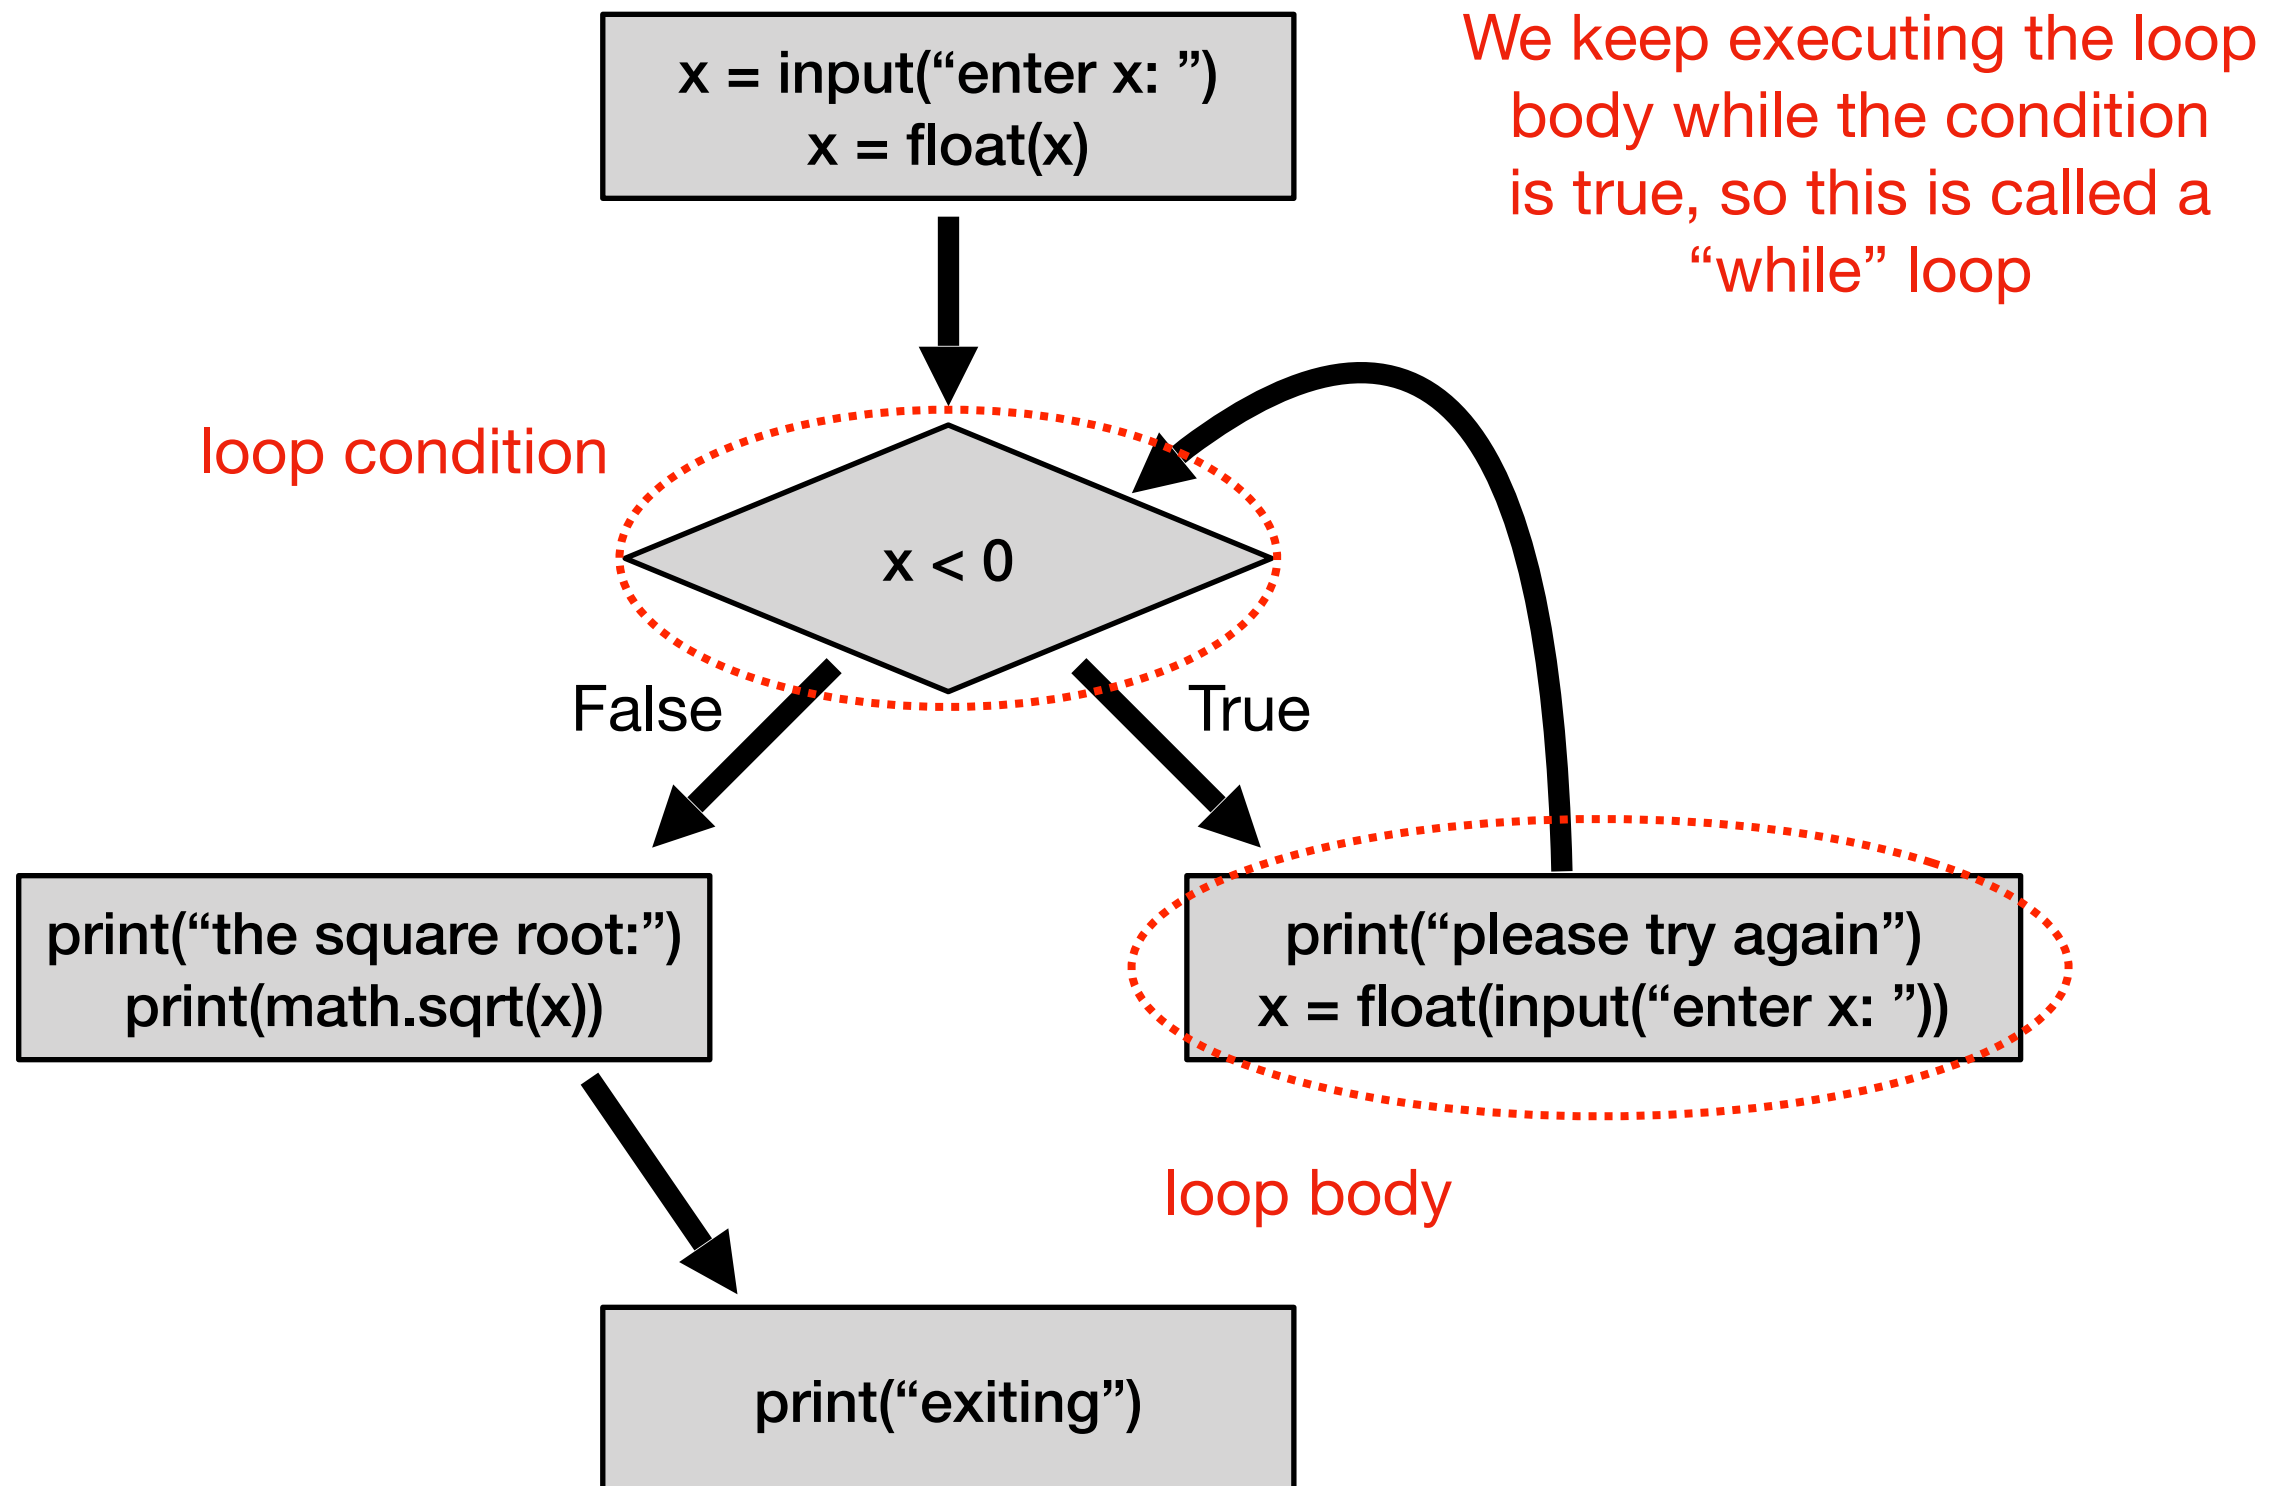 x = input(“enter x: ”)
x = float(x)
We keep executing the loop
body while the condition
is true, so this is called a
“while” loop
loop condition
x < 0
False
True
print(“the square root:”)
print(math.sqrt(x))
print(“please try again”)
x = float(input(“enter x: ”))
loop body
print(“exiting”)